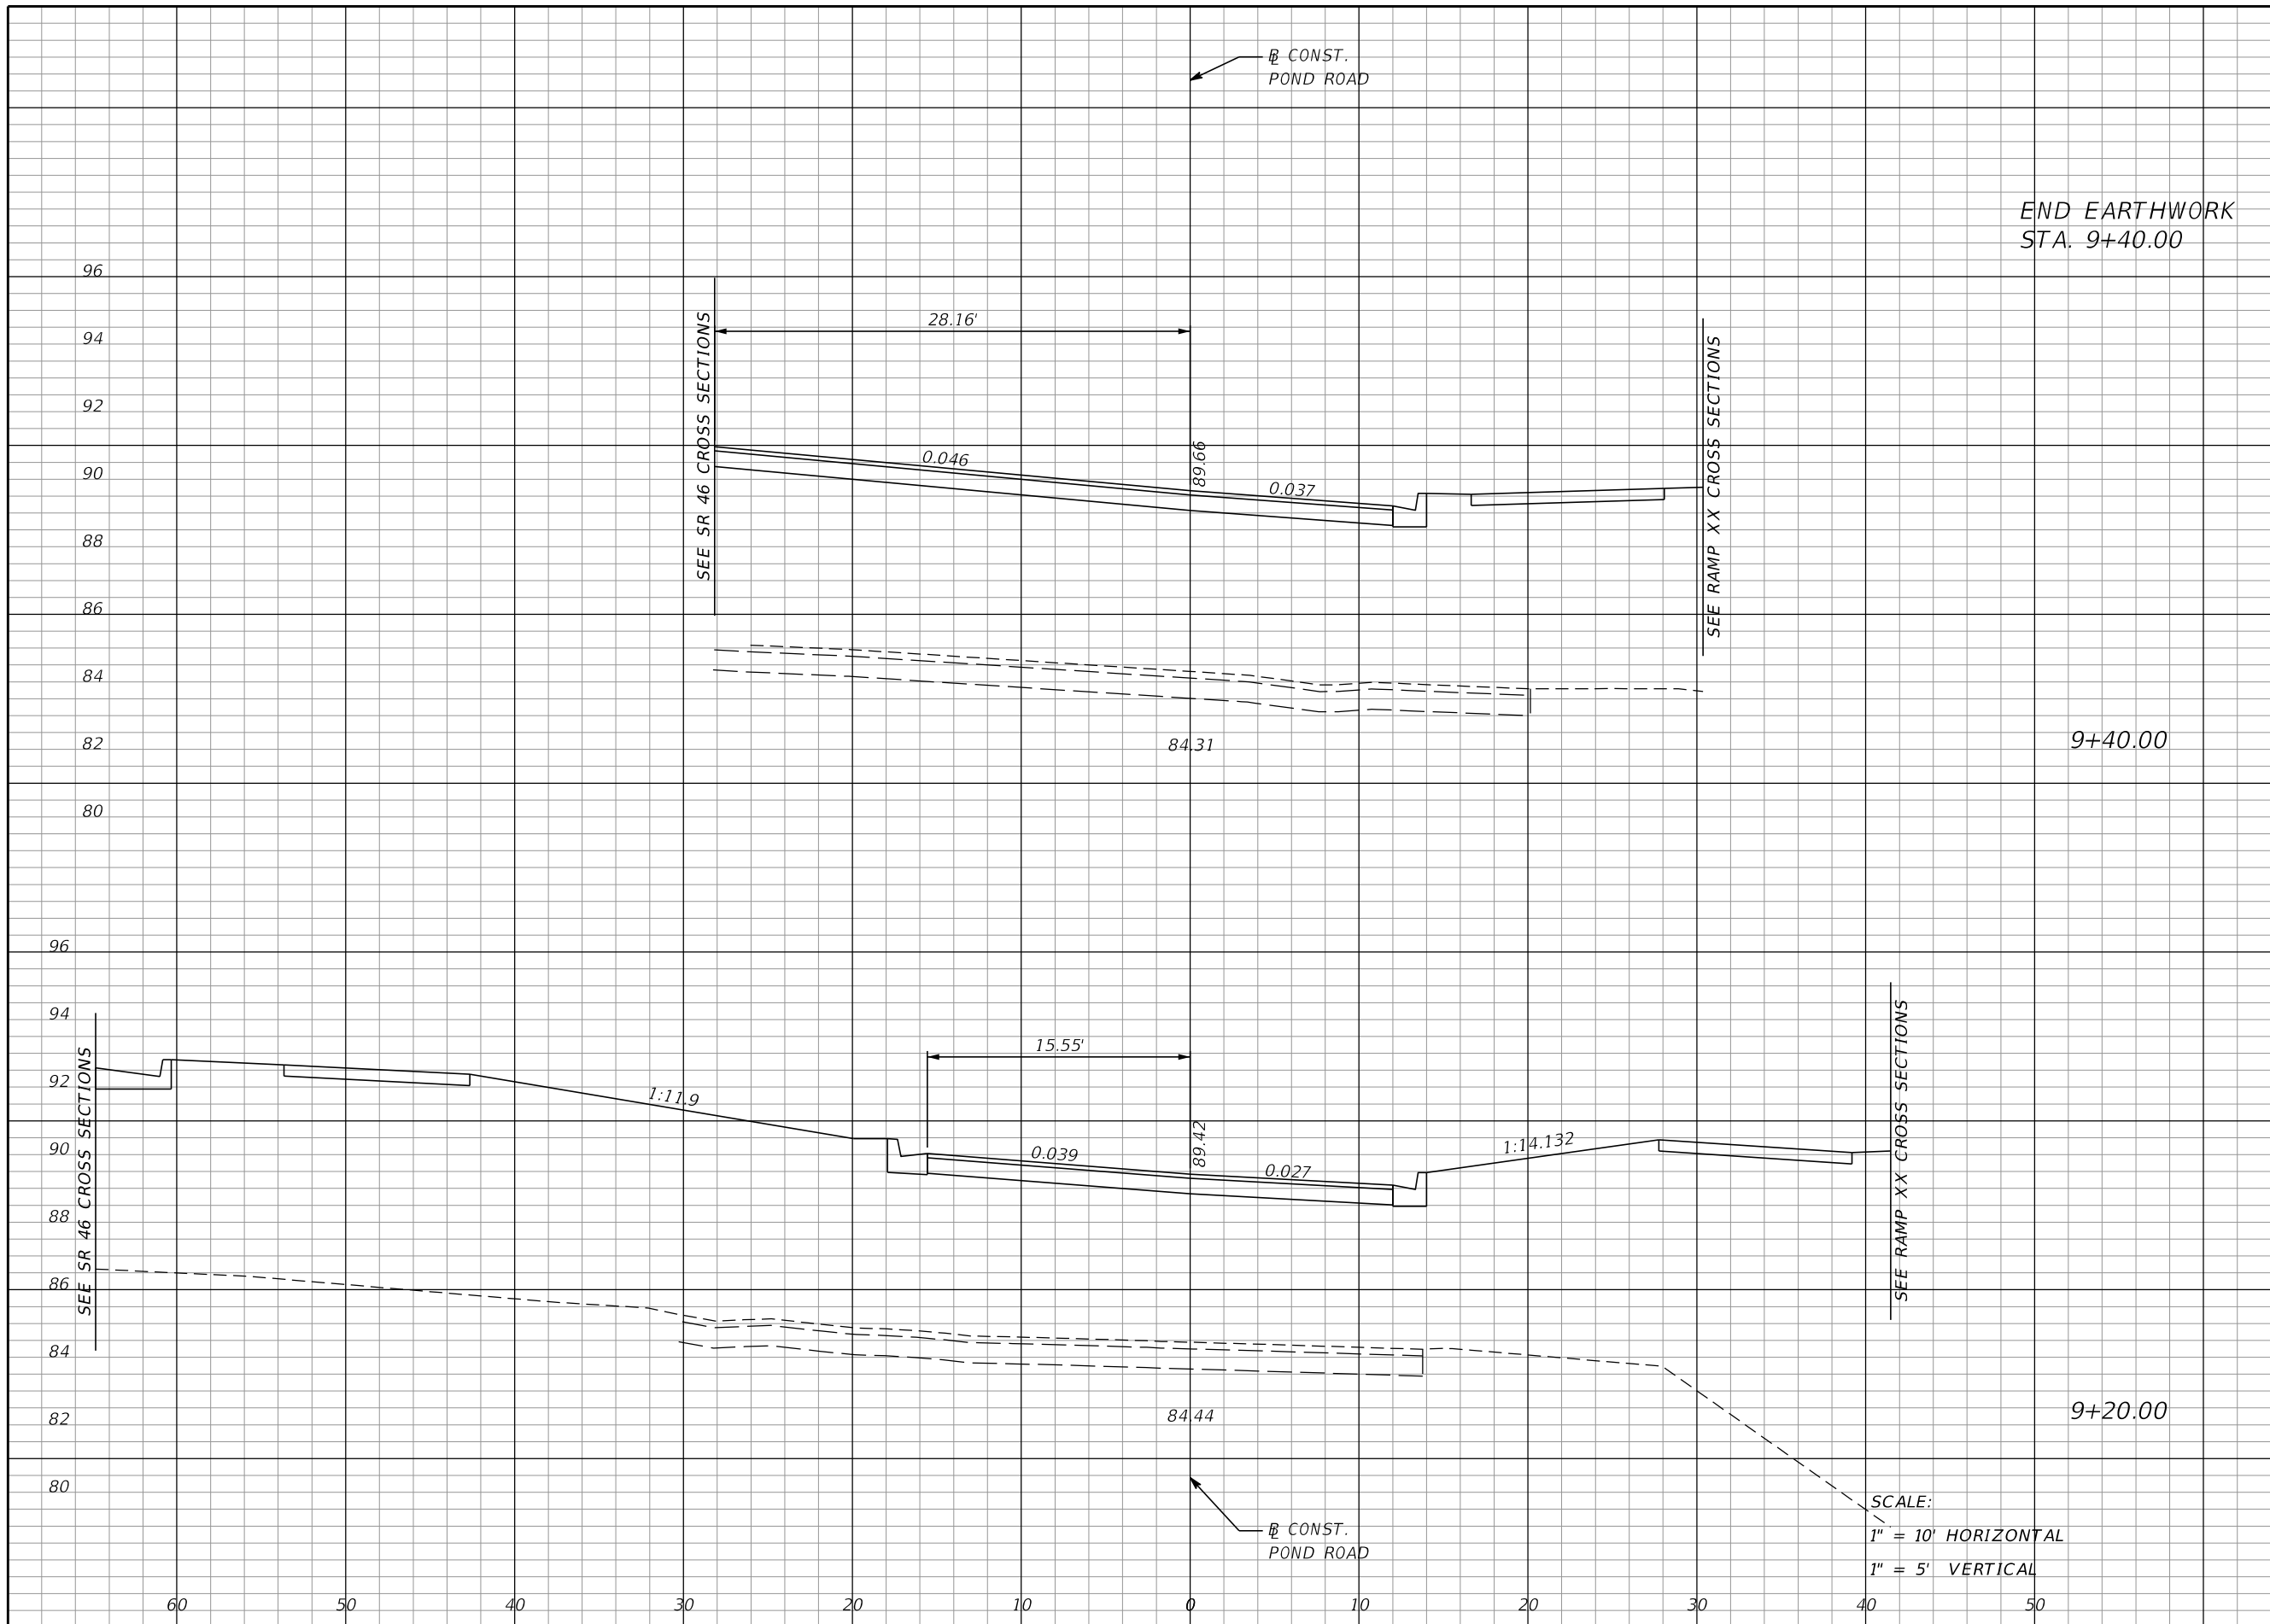 ℄ CONST.
POND ROAD
END EARTHWORK
STA. 9+40.00
96
94
92
90
88
86
84
82
80
SEE SR 46 CROSS SECTIONS
28.16'
0.046
89.66
0.037
SEE RAMP XX CROSS SECTIONS
84.31
9+40.00
96
94
92
90
88
86
84
82
80
SEE SR 46 CROSS SECTIONS
1:11.9
15.55'
0.039
89.42
0.027
1:14.132
SEE RAMP XX CROSS SECTIONS
84.44
9+20.00
BL CONST.
POND ROAD
SCALE:
1" = 10' HORIZONTAL
1" = 5' VERTICAL
60 50 40 30 20 10 0 10 20 30 40 50